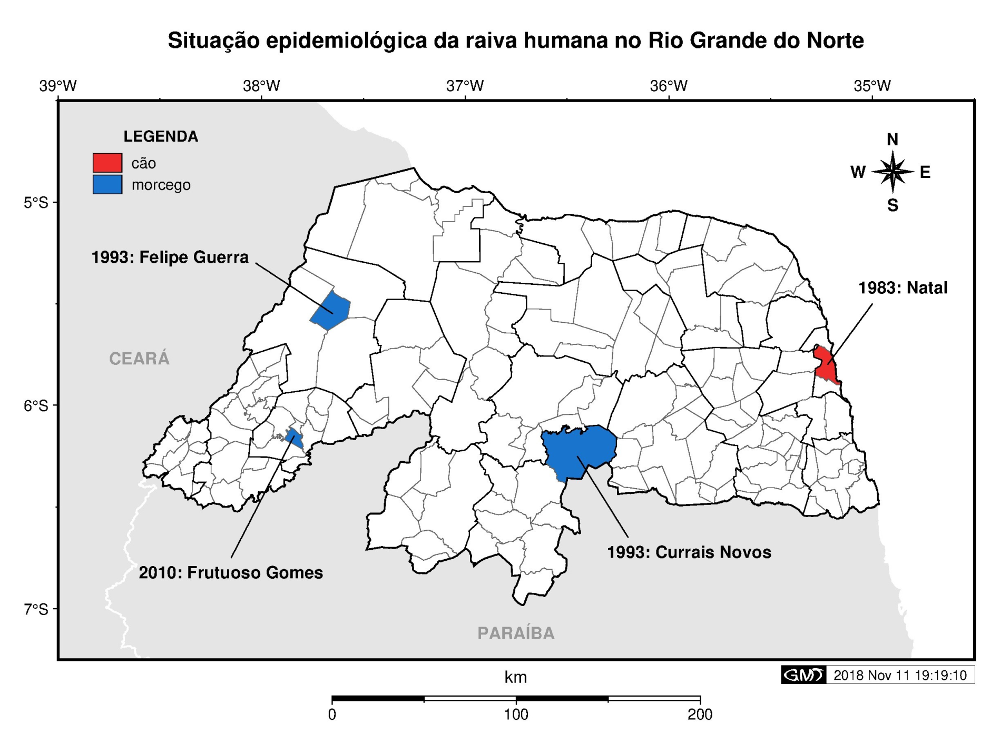 Situação epidemiológica da raiva humana no Rio Grande do Norte
39°W 38°W 37°W 36°W 35°W
LEGENDA
cão
morcego
N
W E
S
5°S
1993: Felipe Guerra
1983: Natal
CEARÁ
6°S
1993: Currais Novos
2010: Frutuoso Gomes
7°S
PARAÍBA
km
GMT 2018 Nov 11 19:19:10
0 100 200